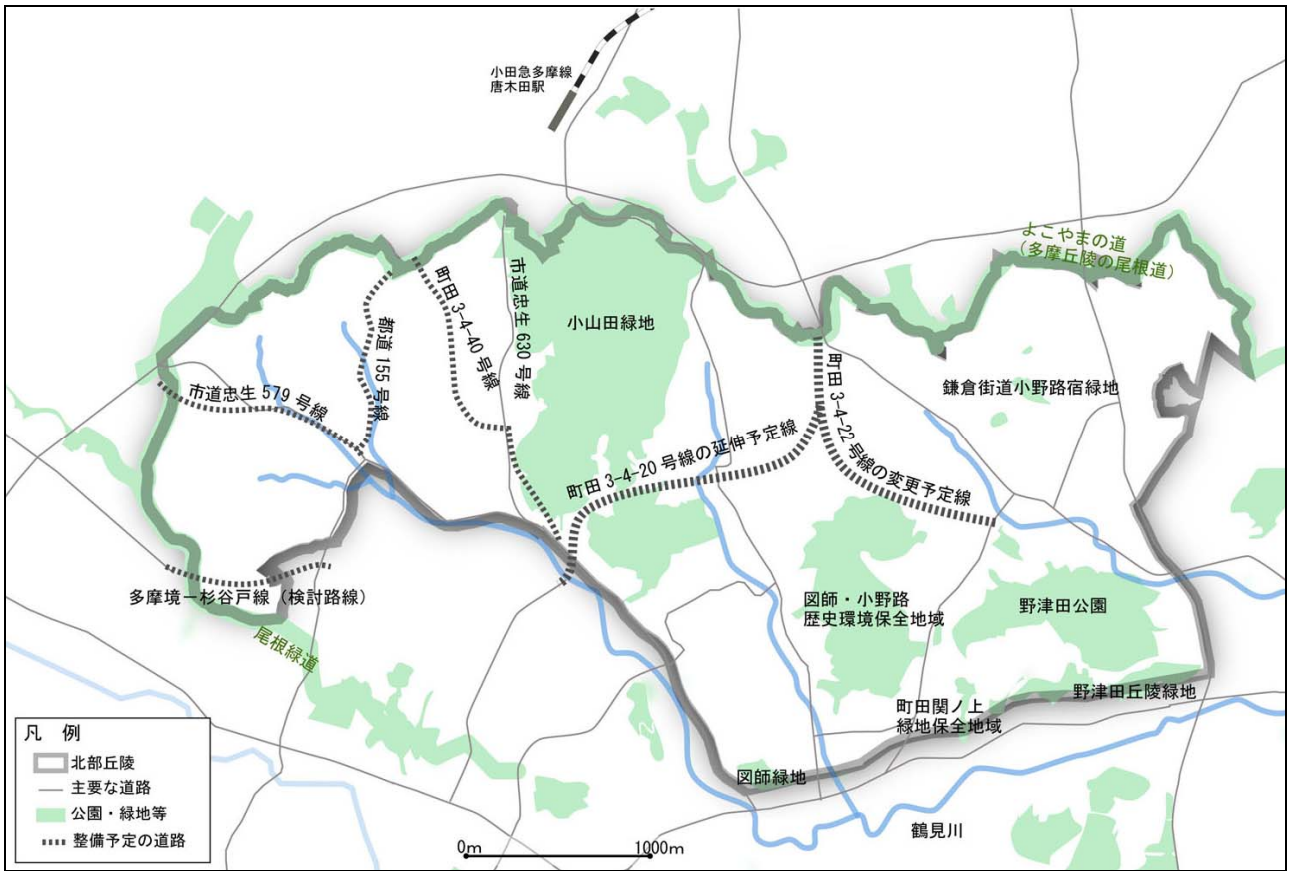 小田急多摩線
唐木田駅
よこやまの道
(多摩丘陵の尾根道)
町田 3-4-40 号線
市道忠生 630 号線
都道 155 号線
小山田緑地
市道忠生 579 号線
鎌倉街道小野路宿緑地
町田 3-4-22 号線の変更予定線
町田 3-4-20 号線の延伸予定線
多摩境－杉谷戸線（検討路線）
図師・小野路
歴史環境保全地域
野津田公園
尾根緑道
野津田丘陵緑地
町田関ノ上
緑地保全地域
図師緑地
鶴見川
凡 例
北部丘陵
主要な道路
公園・緑地等
整備予定の道路
0m
1000m